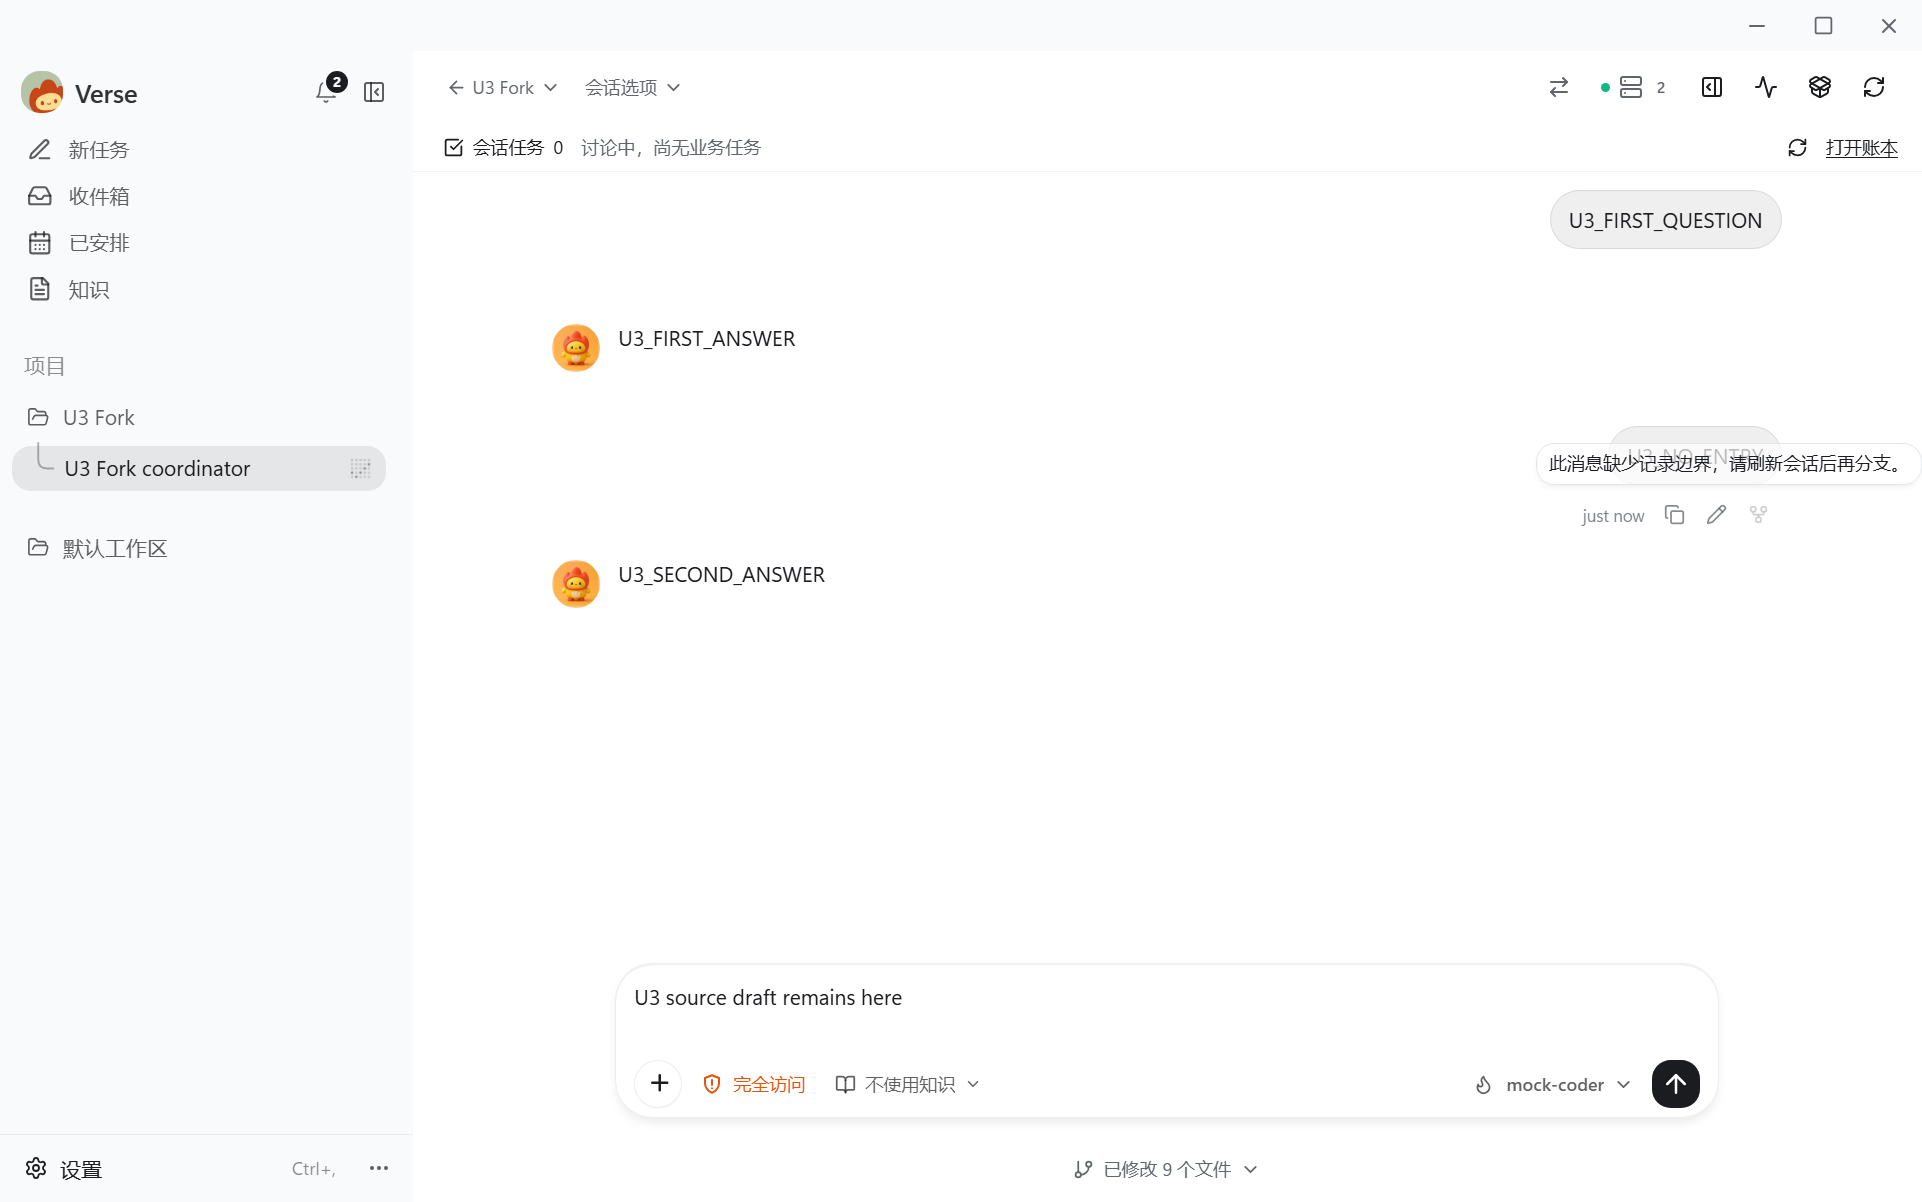 Verse
2
新任务
收件箱
已安排
知识
项目
U3 Fork
U3 Fork coordinator
默认工作区
设置
Ctrl+,
U3 Fork
会话选项
2
会话任务 0 讨论中，尚无业务任务
打开账本
U3_FIRST_QUESTION
U3_FIRST_ANSWER
U3_NO_ENTRY
此消息缺少记录边界，请刷新会话后再分支。
just now
U3_SECOND_ANSWER
U3 source draft remains here
完全访问
不使用知识
mock-coder
已修改 9 个文件